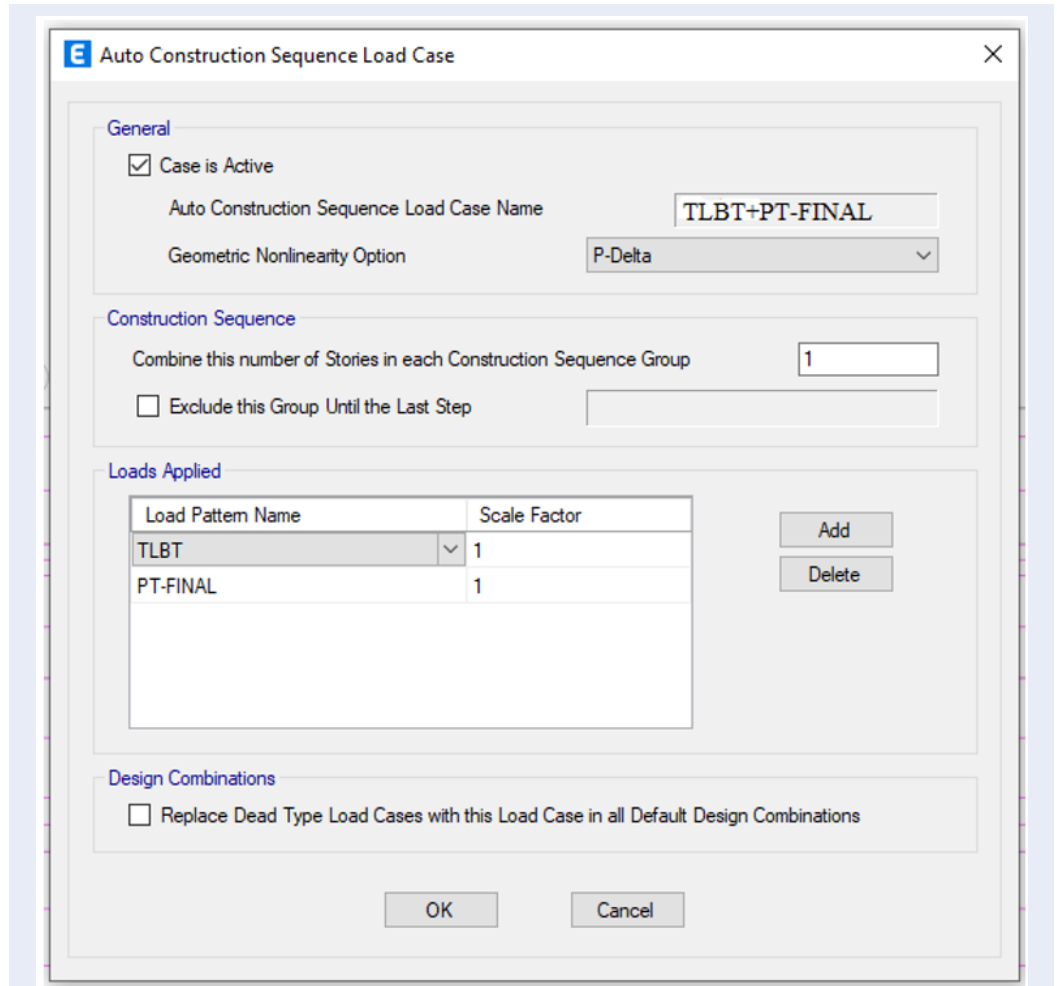 E Auto Construction Sequence Load Case
General
Case is Active
Auto Construction Sequence Load Case Name TLBT+PT-FINAL
Geometric Nonlinearity Option P-Delta
Construction Sequence
Combine this number of Stories in each Construction Sequence Group 1
Exclude this Group Until the Last Step
Loads Applied
Load Pattern Name Scale Factor
TLBT 1
PT-FINAL 1
Add
Delete
Design Combinations
Replace Dead Type Load Cases with this Load Case in all Default Design Combinations
OK Cancel